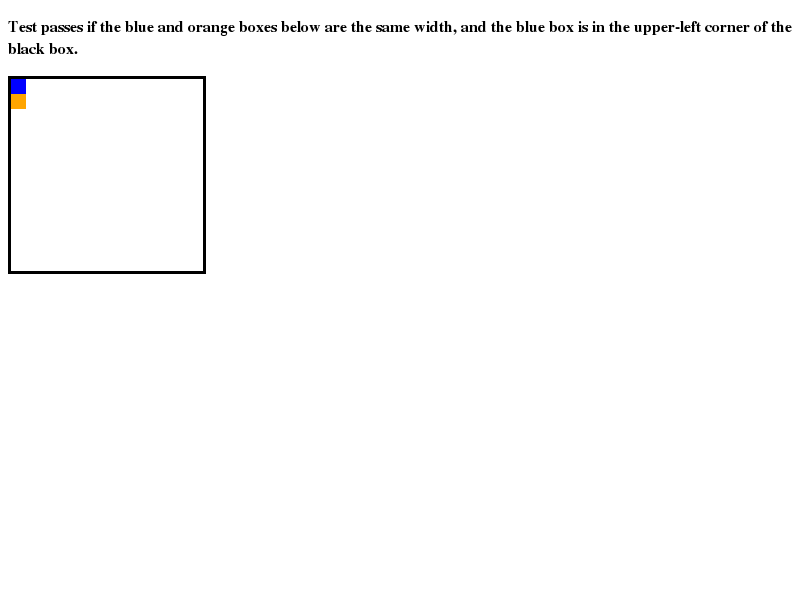 Test passes if the blue and orange boxes below are the same width, and the blue box is in the upper-left corner of the
black box.